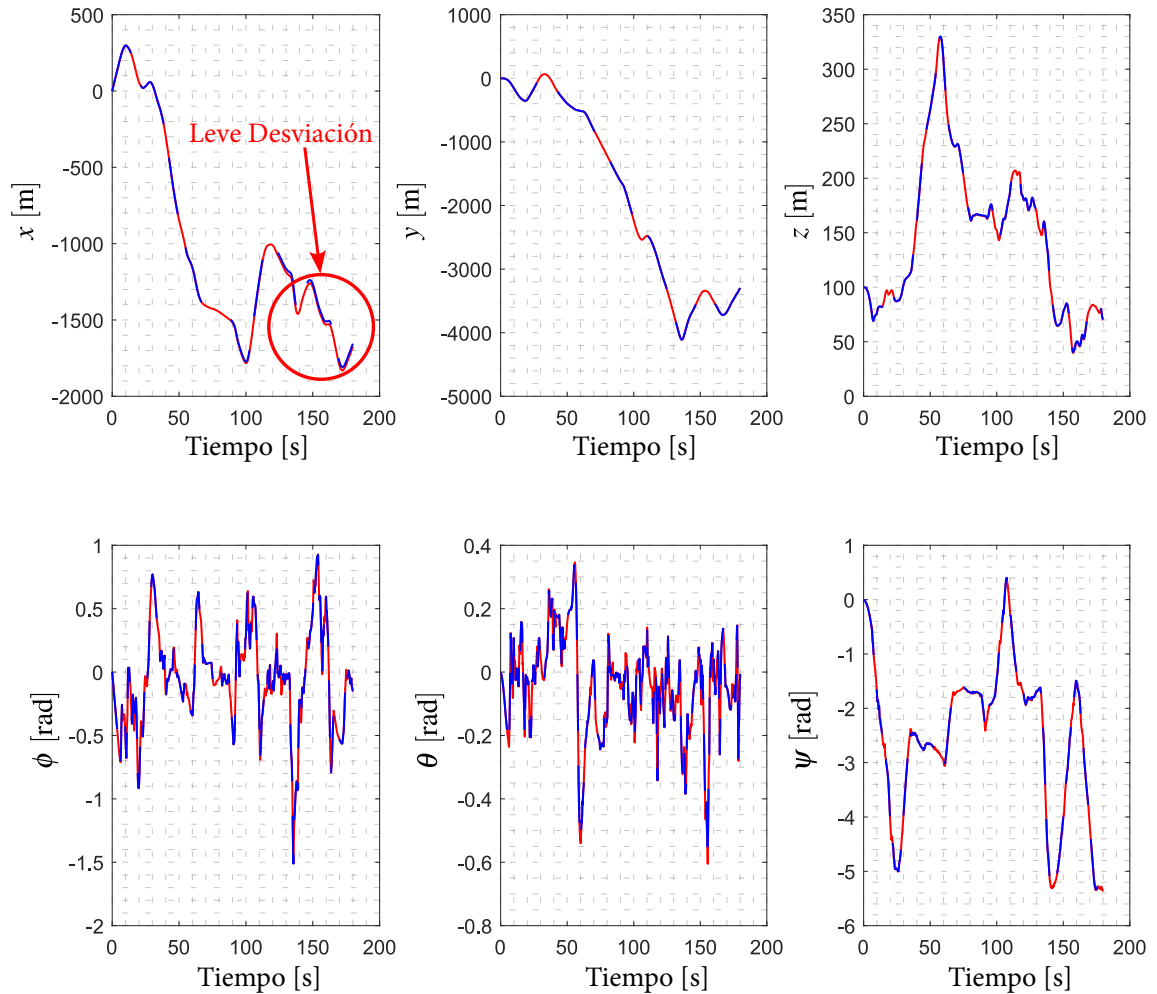 500
0
-500
-1000
-1500
-2000
0 50 100 150 200
x [m]
Tiempo [s]
Leve Desviación
1000
0
-1000
-2000
-3000
-4000
-5000
0 50 100 150 200
y [m]
Tiempo [s]
350
300
250
200
150
100
50
0
0 50 100 150 200
z [m]
Tiempo [s]
1
0.5
0
-0.5
-1
-1.5
-2
0 50 100 150 200
ϕ [rad]
Tiempo [s]
0.4
0.2
0
-0.2
-0.4
-0.6
-0.8
0 50 100 150 200
θ [rad]
Tiempo [s]
1
0
-1
-2
-3
-4
-5
-6
0 50 100 150 200
ψ [rad]
Tiempo [s]